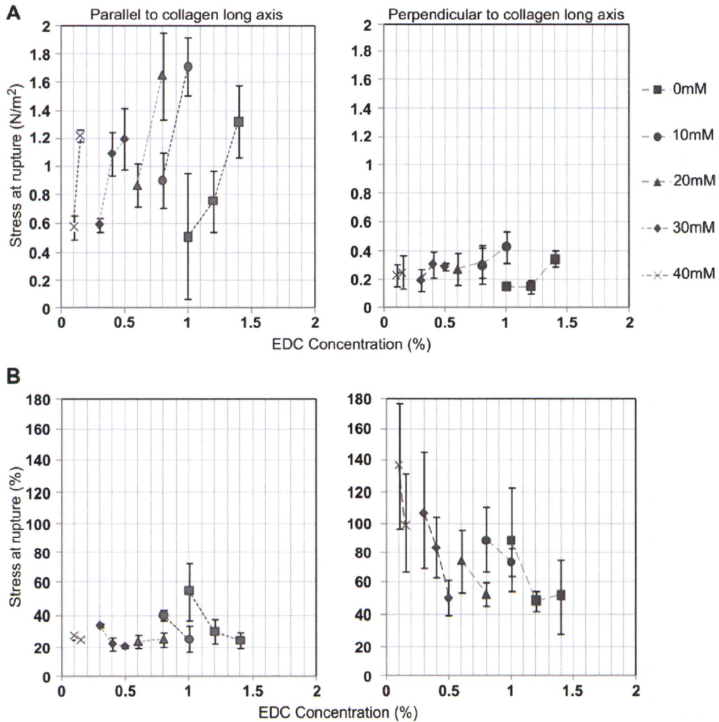 A
Parallel to collagen long axis
Perpendicular to collagen long axis
Stress at rupture (N/m²)
2
1.8
1.6
1.4
1.2
1
0.8
0.6
0.4
0.2
0
0 0.5 1 1.5 2
2
1.8
1.6
1.4
1.2
1
0.8
0.6
0.4
0.2
0
0 0.5 1 1.5 2
EDC Concentration (%)
0mM
10mM
20mM
30mM
40mM
B
Stress at rupture (%)
180
160
140
120
100
80
60
40
20
0
0 0.5 1 1.5 2
180
160
140
120
100
80
60
40
20
0
0 0.5 1 1.5 2
EDC Concentration (%)